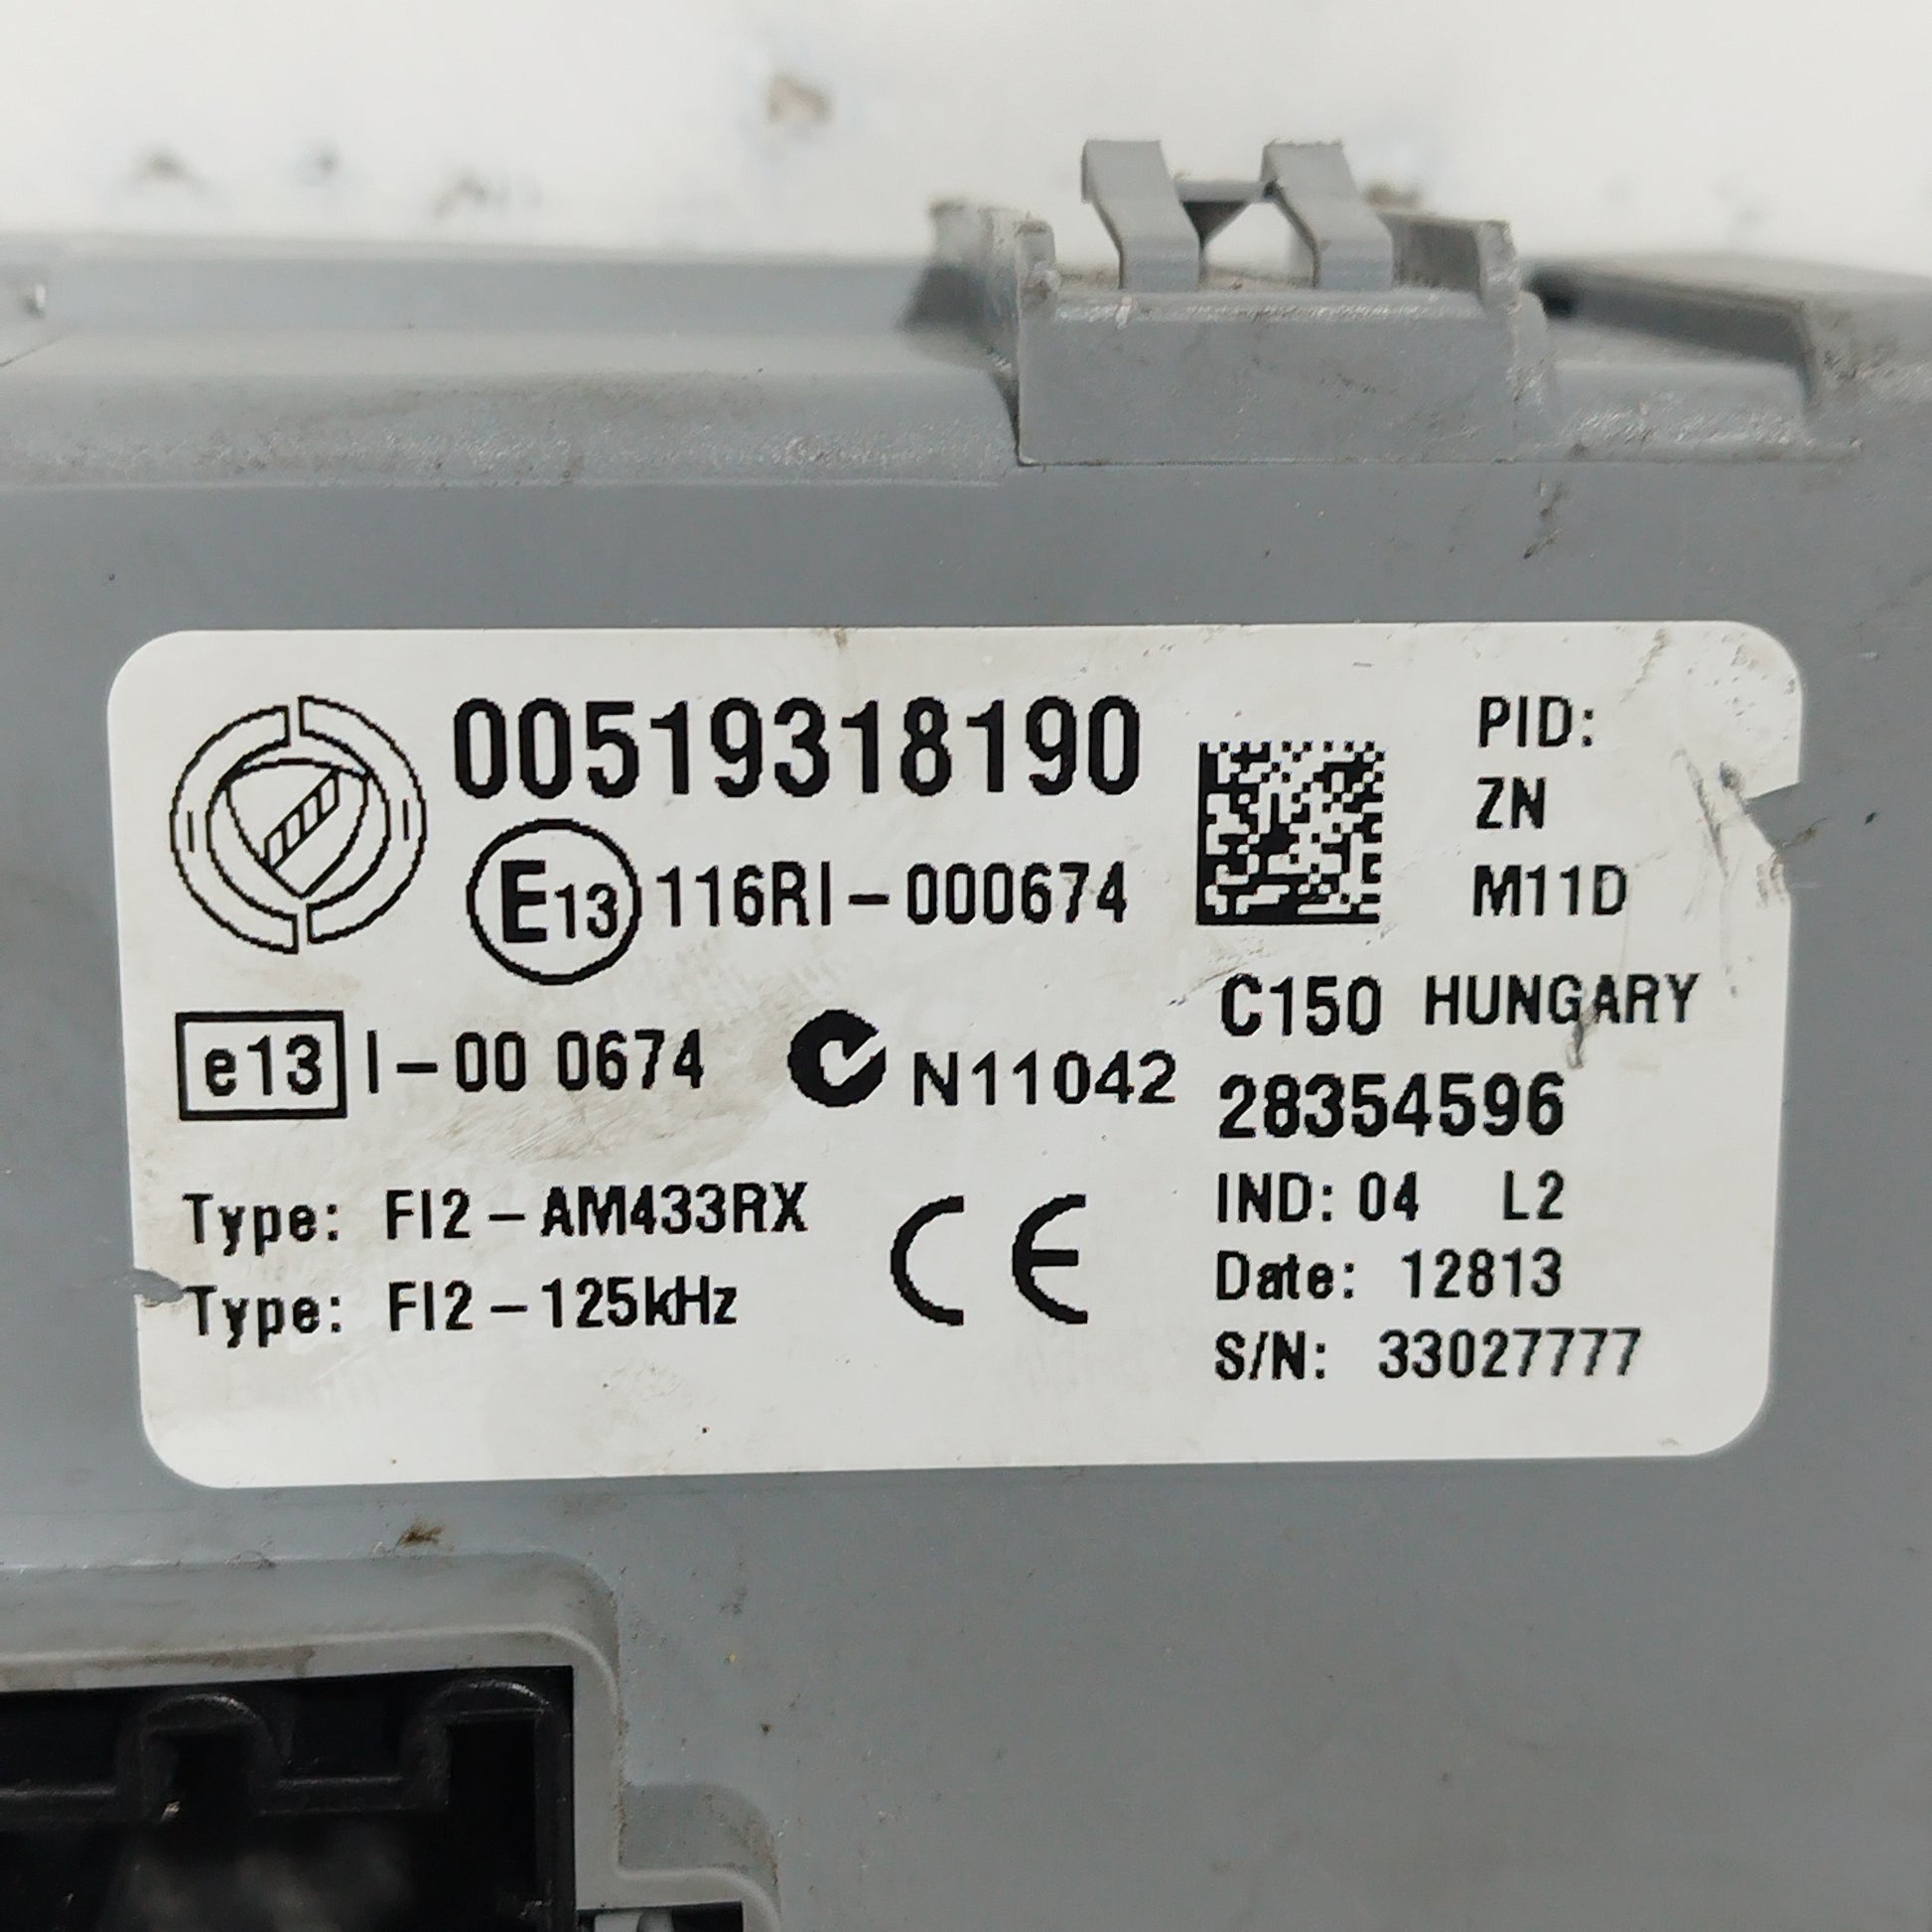 00519318190
E13 116RI-000674
e13 I-00 0674
N11042
Type: FI2-AM433RX
Type: FI2-125kHz
CE
PID:
ZN
M11D
C150 HUNGARY
28354596
IND: 04 L2
Date: 12813
S/N: 33027777